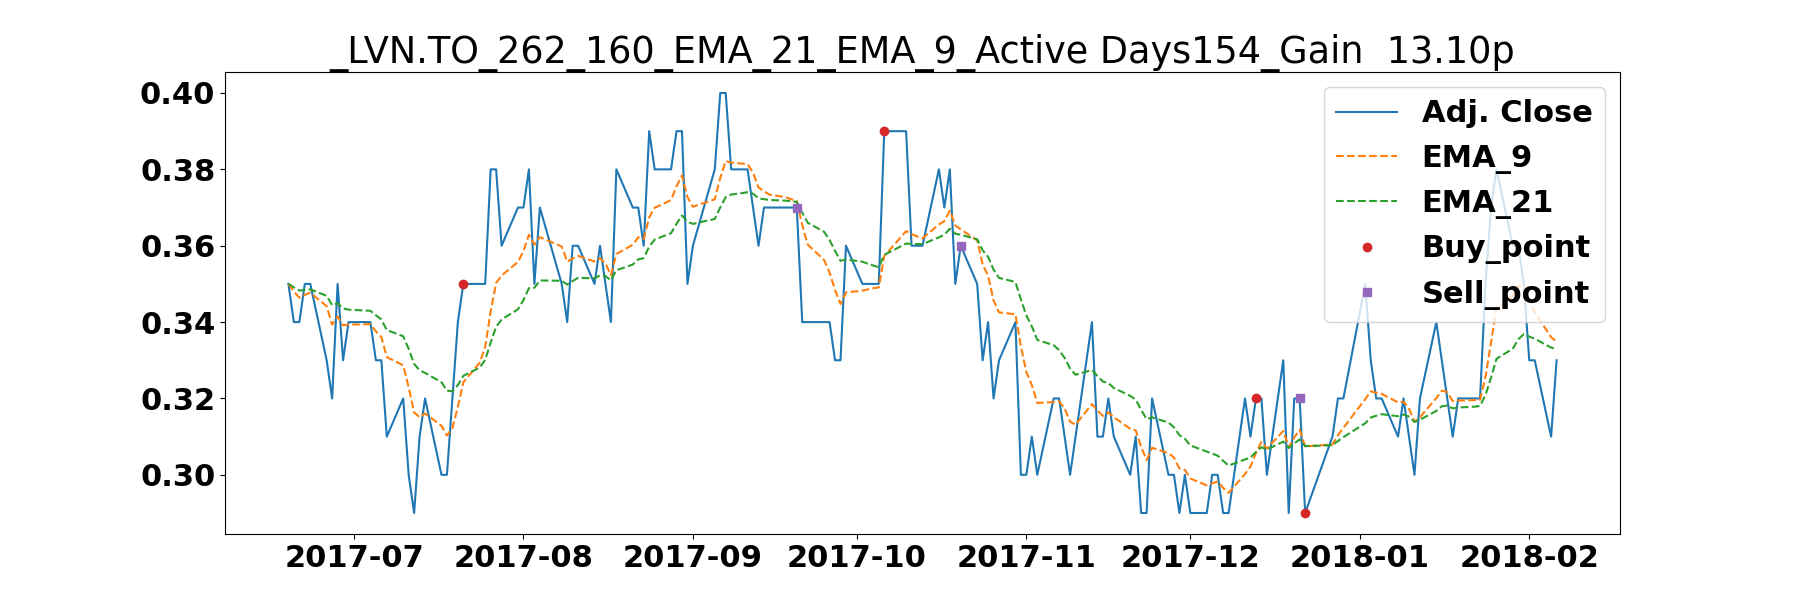 _LVN.TO_262_160_EMA_21_EMA_9_Active Days154_Gain  13.10p
0.40
0.38
0.36
0.34
0.32
0.30
Adj. Close
EMA_9
EMA_21
Buy_point
Sell_point
2017-07 2017-08 2017-09 2017-10 2017-11 2017-12 2018-01 2018-02